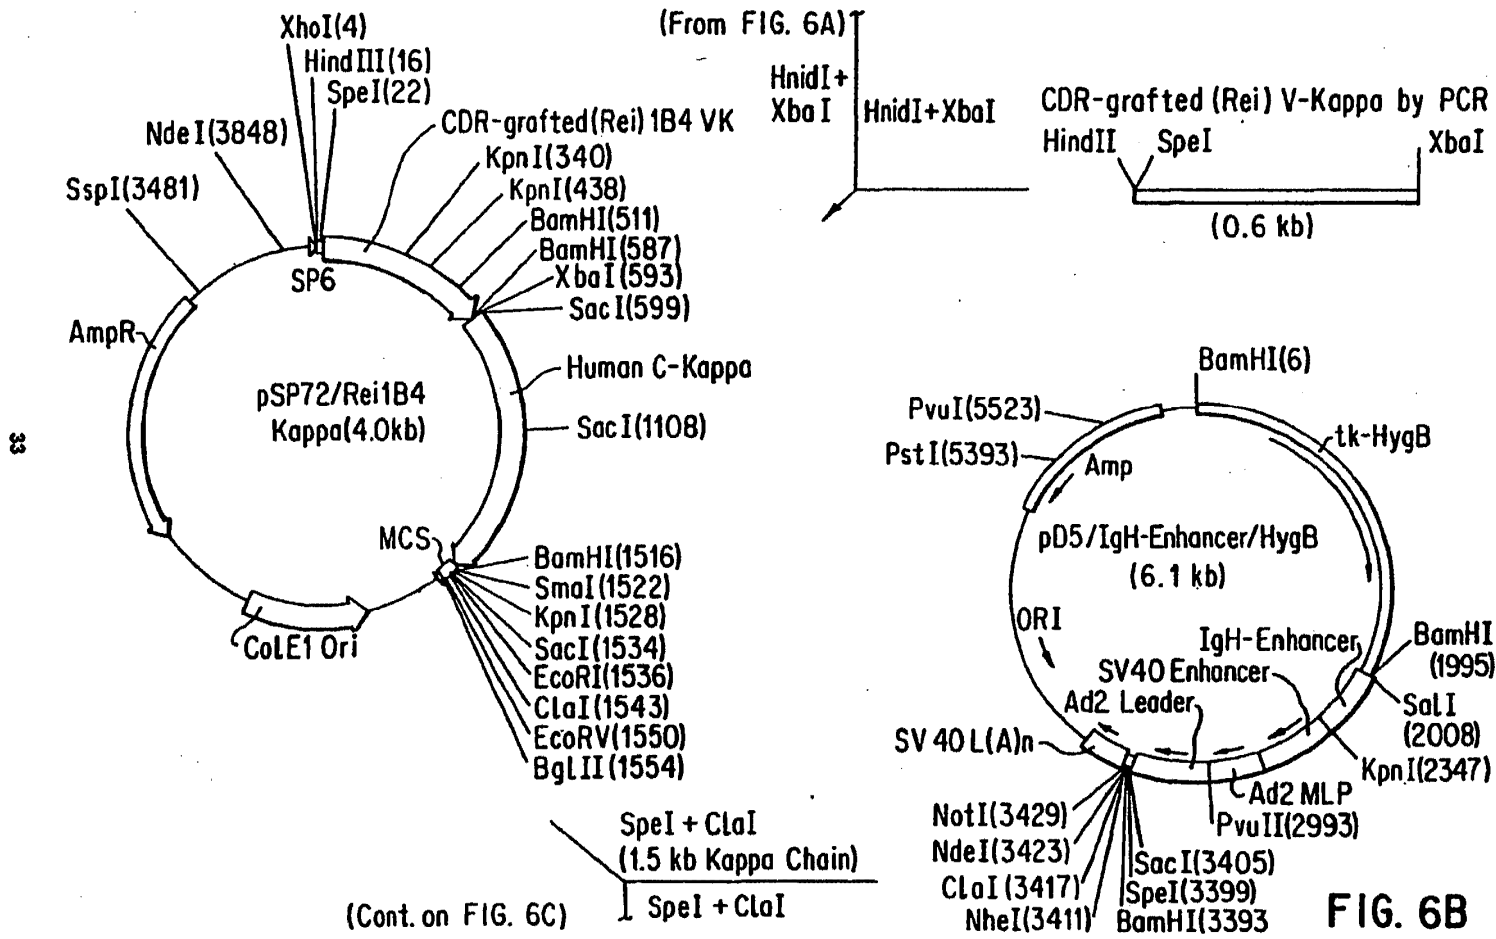 XhoI(4)
HindIII(16)
SpeI(22)
NdeI(3848)
SspI(3481)
CDR-grafted(Rei) 1B4 VK
KpnI(340)
KpnI(438)
BamHI(511)
BamHI(587)
XbaI(593)
SacI(599)
SP6
AmpR
pSP72/Rei1B4
Kappa(4.0kb)
Human C-Kappa
SacI(1108)
MCS
BamHI(1516)
SmaI(1522)
KpnI(1528)
SacI(1534)
EcoRI(1536)
ClaI(1543)
EcoRV(1550)
BglII(1554)
ColE1 Ori
33
(From FIG. 6A)
HnidI+
XbaI
HnidI+XbaI
CDR-grafted (Rei) V-Kappa by PCR
HindII
SpeI
XbaI
(0.6 kb)
BamHI(6)
PvuI(5523)
PstI(5393)
Amp
tk-HygB
pD5/IgH-Enhancer/HygB
(6.1 kb)
ORI
IgH-Enhancer
SV40 Enhancer
Ad2 Leader
BamHI
(1995)
SalI
(2008)
KpnI(2347)
SV40 L(A)n
Ad2 MLP
PvuII(2993)
NotI(3429)
NdeI(3423)
ClaI(3417)
NheI(3411)
SacI(3405)
SpeI(3399)
BamHI(3393
SpeI + ClaI
(1.5 kb Kappa Chain)
SpeI + ClaI
(Cont. on FIG. 6C)
FIG. 6B